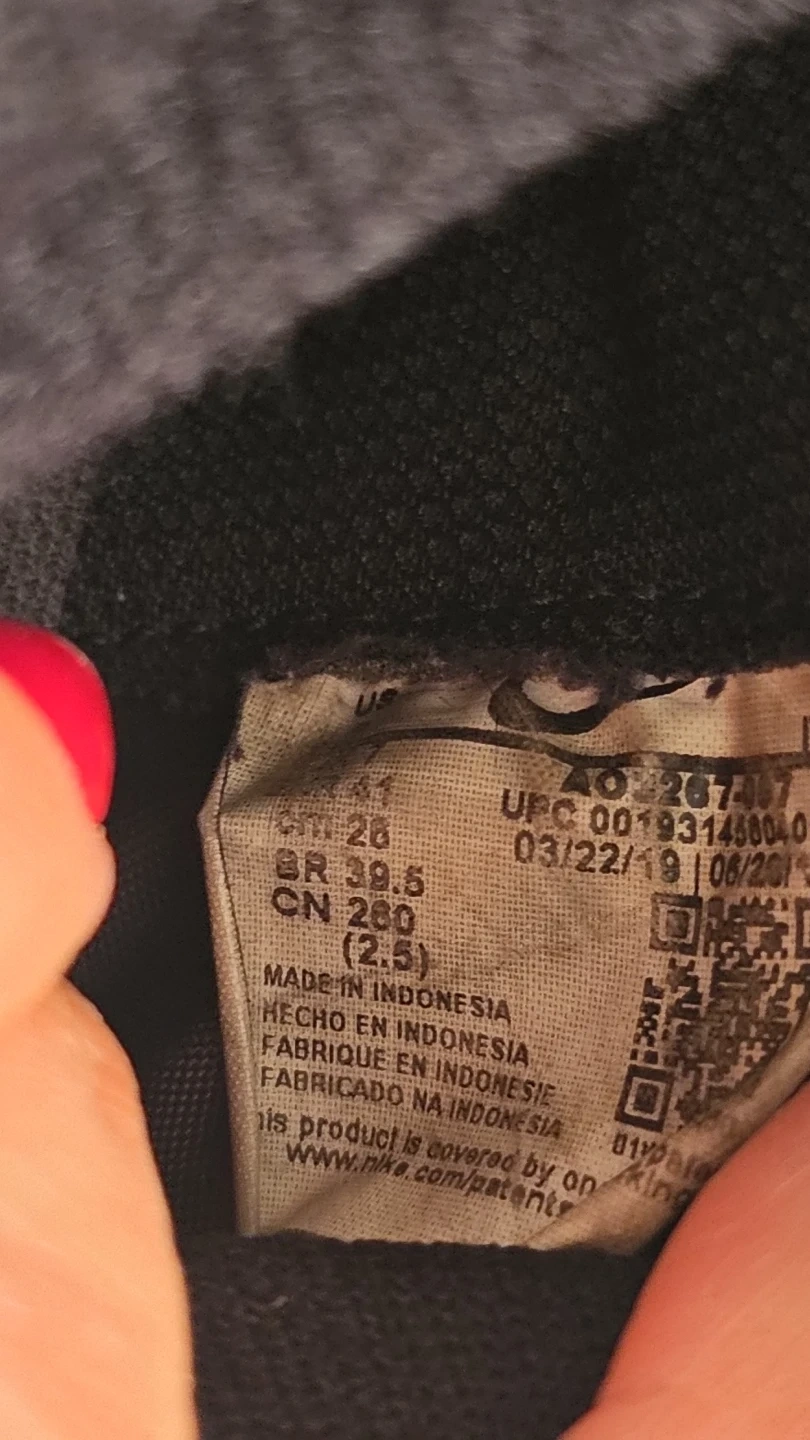 US
41
cm 26
BR 39.5
CN 260
(2.5)
UPC
03/22/19 |
MADE IN INDONESIA
HECHO EN INDONESIA
FABRIQUE EN INDONESIE
FABRICADO NA INDONESIA
product is covered by
www.nike.com/patents